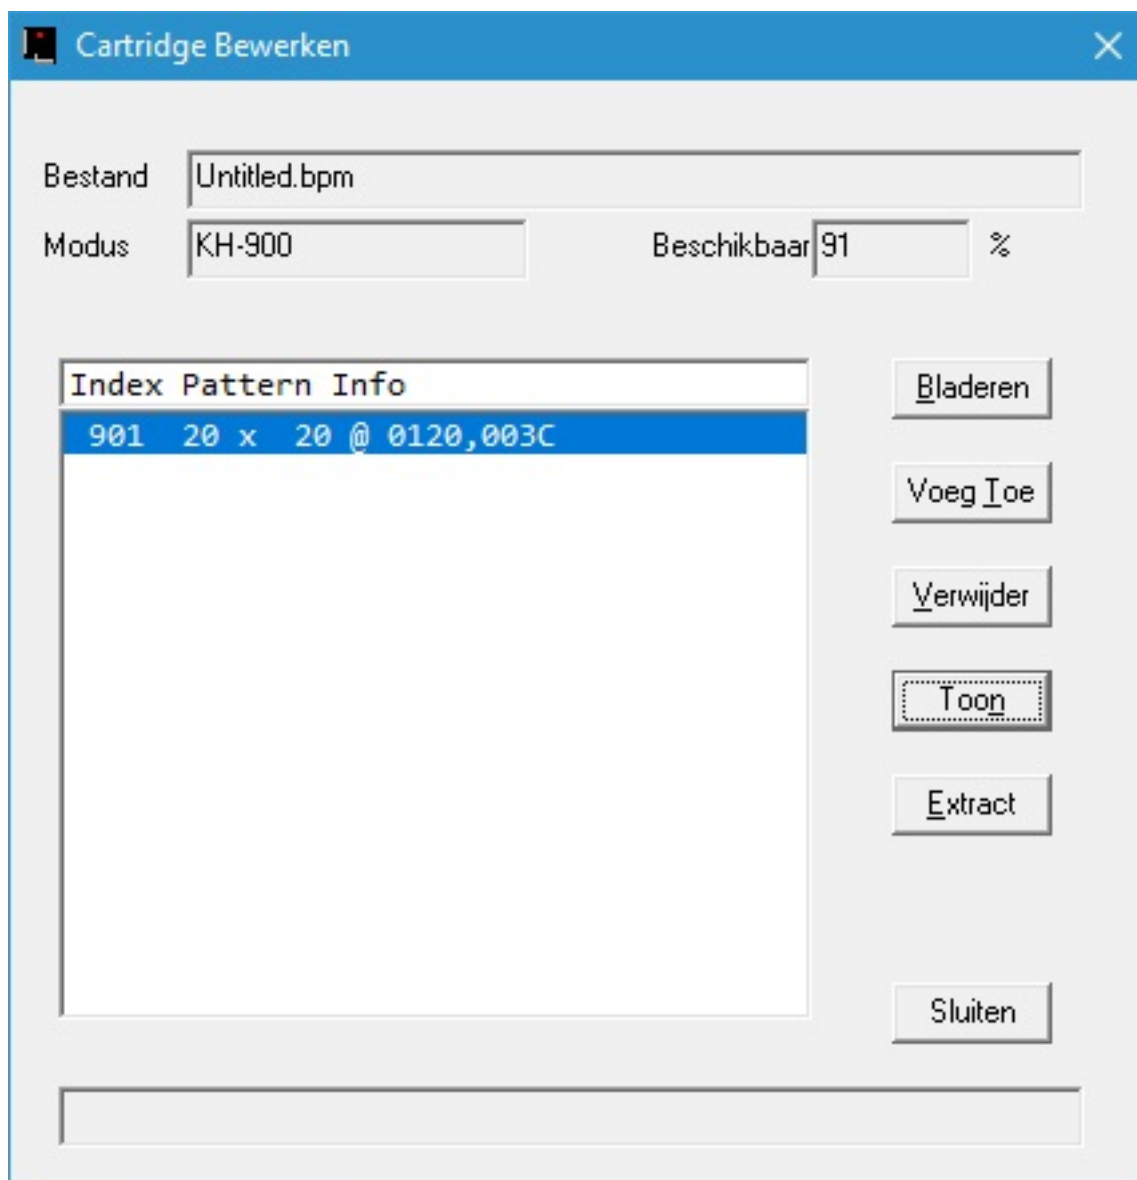 Cartridge Bewerken
Bestand Untitled.bpm
Modus KH-900 Beschikbaar 91 %
Index Pattern Info
901 20 x 20 @ 0120,003C
Bladeren
Voeg Toe
Verwijder
Toon
Extract
Sluiten